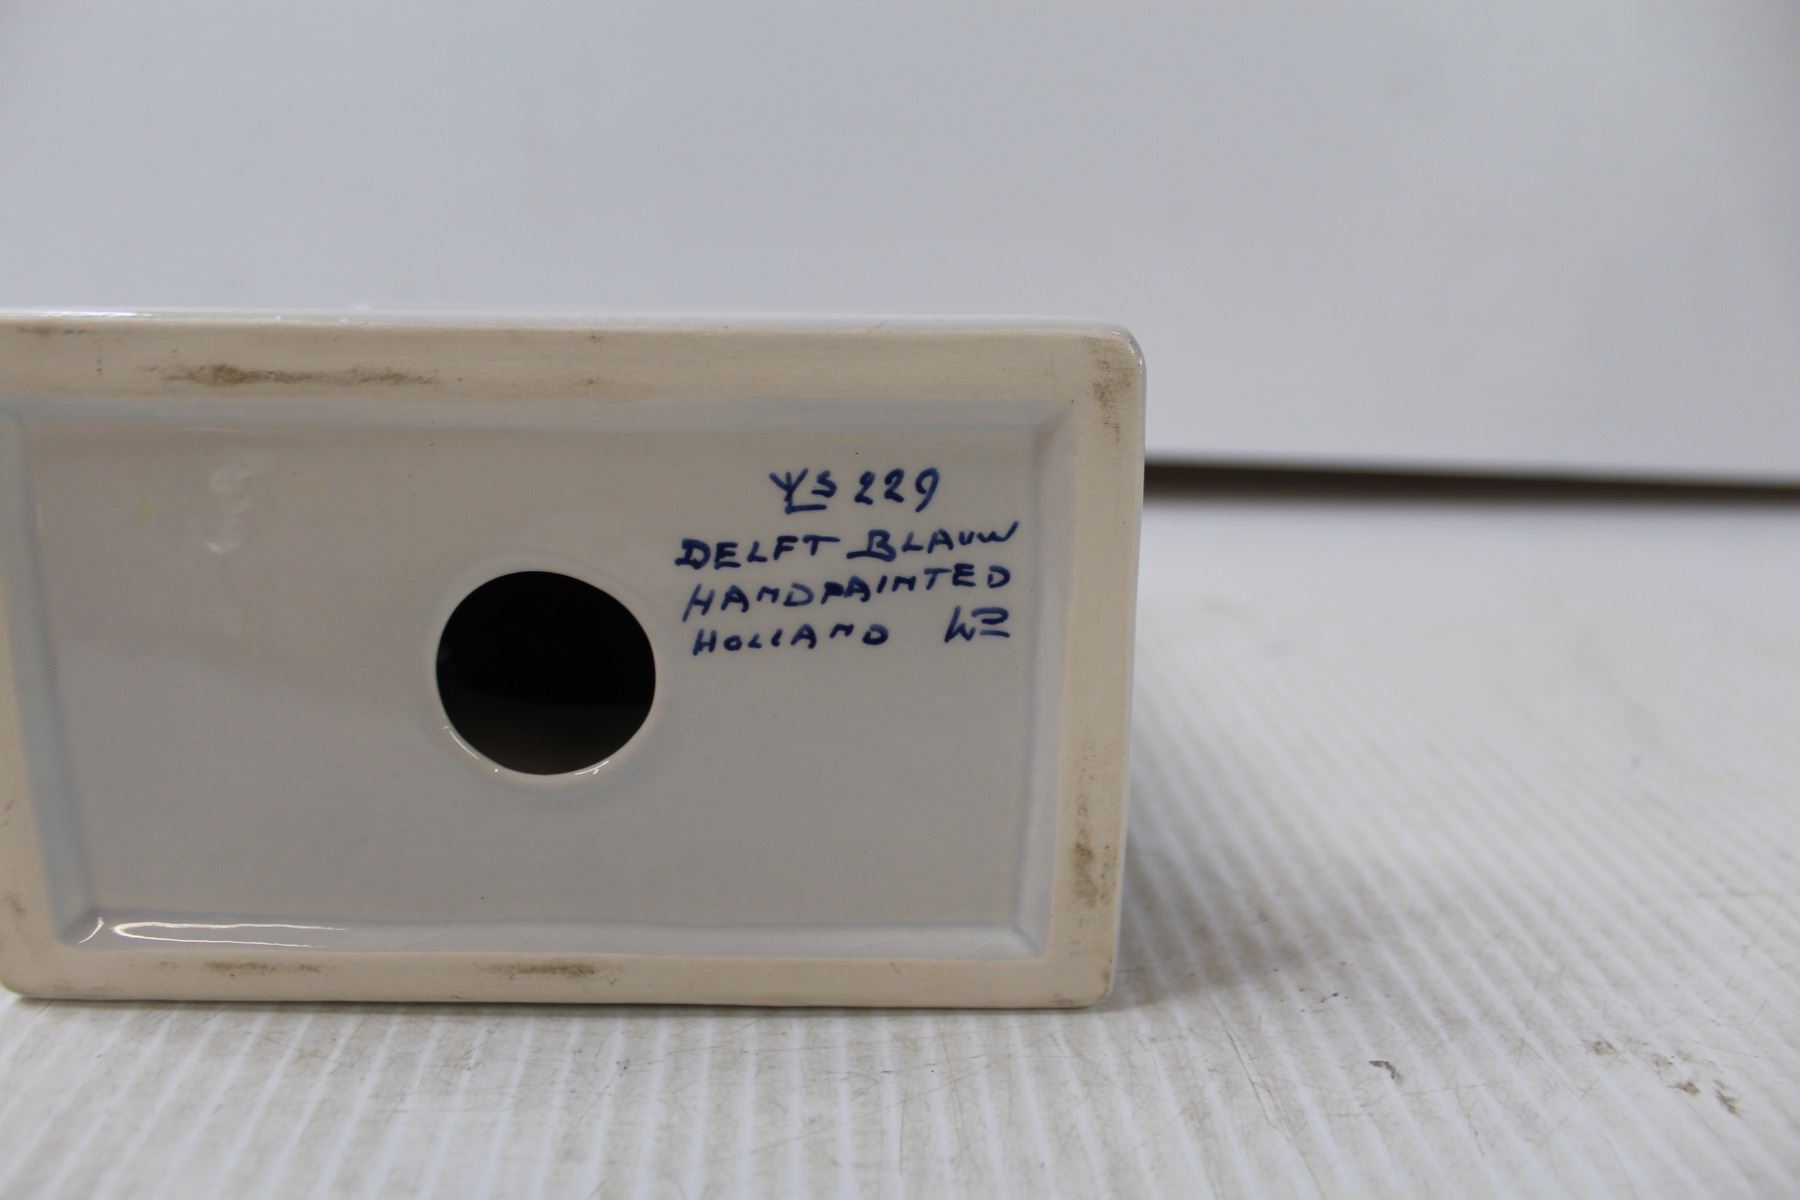 229
DELFT BLAUW
HANDPAINTED
HOLLAND